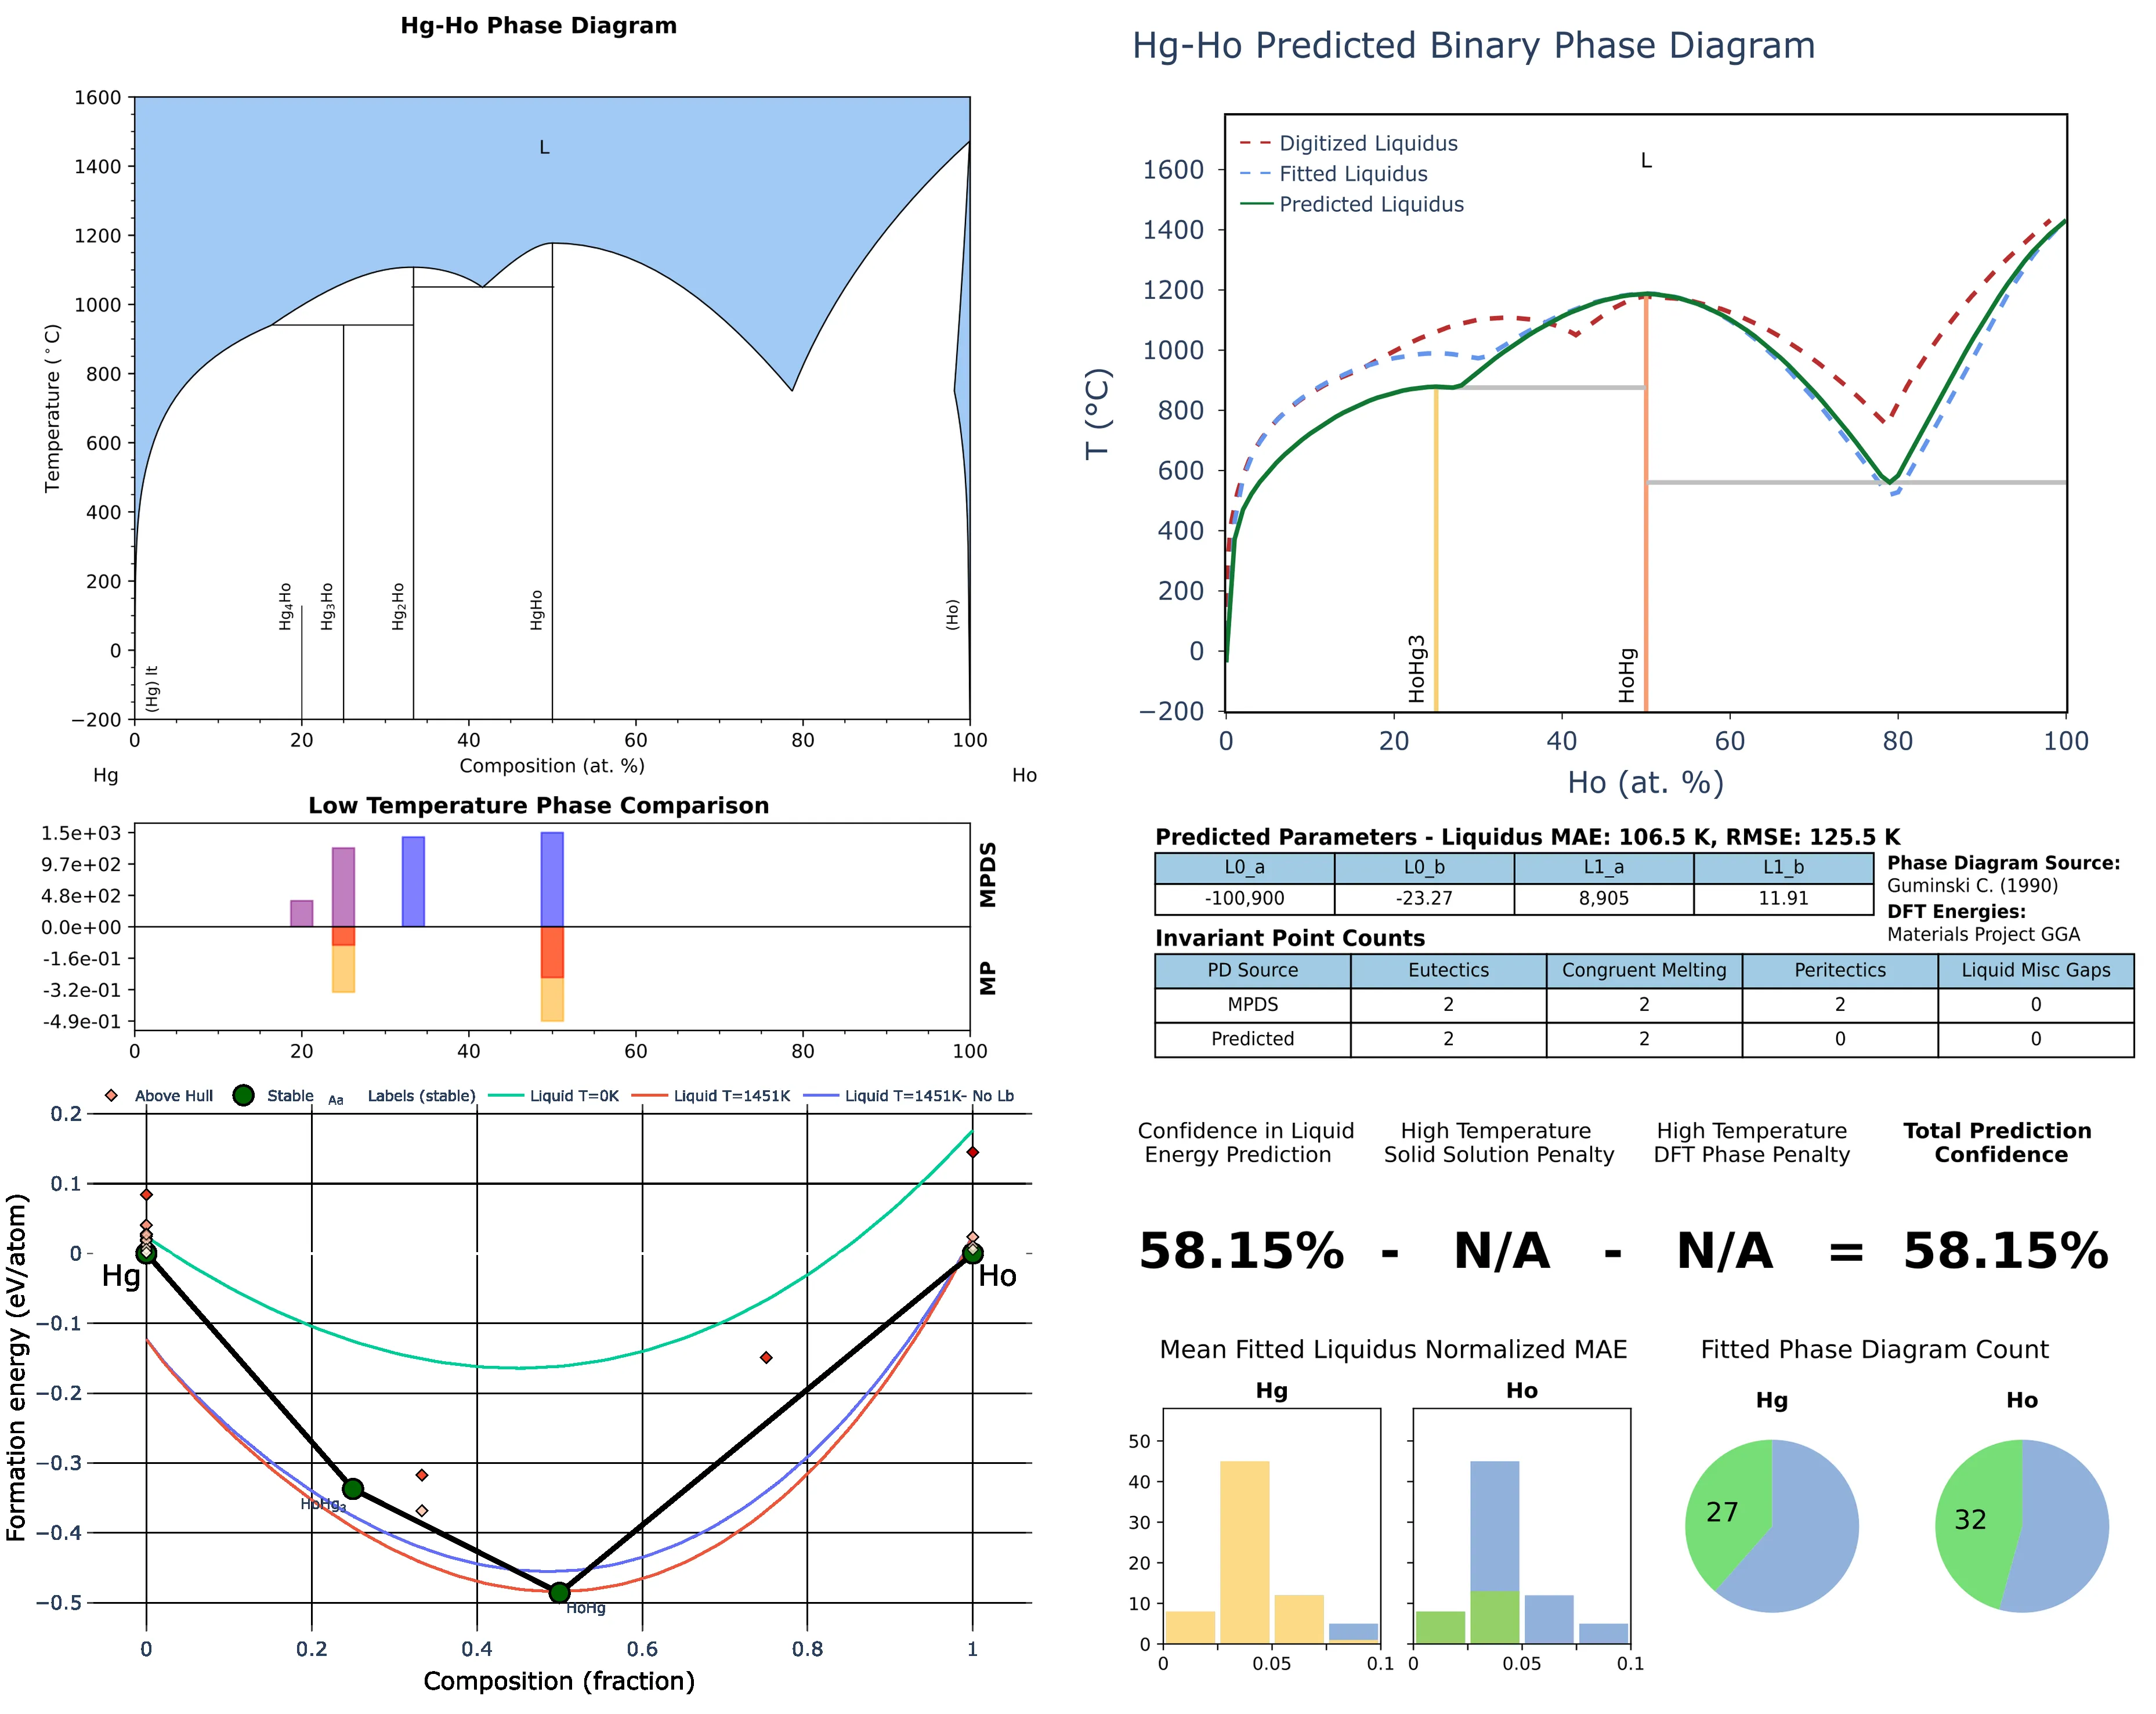 Hg-Ho Phase Diagram
1600
1400
1200
1000
800
600
400
200
0
−200
Temperature (°C)
L
Hg4Ho
Hg3Ho
Hg2Ho
HgHo
(Ho)
(Hg) lt
0 20 40 60 80 100
Composition (at. %)
Hg Ho
Low Temperature Phase Comparison
1.5e+03
9.7e+02
4.8e+02
0.0e+00
-1.6e-01
-3.2e-01
-4.9e-01
MPDS
MP
0 20 40 60 80 100
Above Hull Stable Aa Labels (stable) Liquid T=0K Liquid T=1451K Liquid T=1451K- No Lb
0.2
0.1
0
−0.1
−0.2
−0.3
−0.4
−0.5
Formation energy (eV/atom)
Hg
Ho
HoHg3
HoHg
0 0.2 0.4 0.6 0.8 1
Composition (fraction)
Hg-Ho Predicted Binary Phase Diagram
Digitized Liquidus
Fitted Liquidus
Predicted Liquidus
L
1600
1400
1200
1000
800
600
400
200
0
−200
T (°C)
HoHg3
HoHg
0 20 40 60 80 100
Ho (at. %)
Predicted Parameters - Liquidus MAE: 106.5 K, RMSE: 125.5 K
L0_a L0_b L1_a L1_b
-100,900 -23.27 8,905 11.91
Phase Diagram Source:
Guminski C. (1990)
DFT Energies:
Materials Project GGA
Invariant Point Counts
PD Source Eutectics Congruent Melting Peritectics Liquid Misc Gaps
MPDS 2 2 2 0
Predicted 2 2 0 0
Confidence in Liquid
Energy Prediction
High Temperature
Solid Solution Penalty
High Temperature
DFT Phase Penalty
Total Prediction
Confidence
58.15% - N/A - N/A = 58.15%
Mean Fitted Liquidus Normalized MAE
Hg Ho
50
40
30
20
10
0
0 0.05 0.1
0 0.05 0.1
Fitted Phase Diagram Count
Hg Ho
27 32